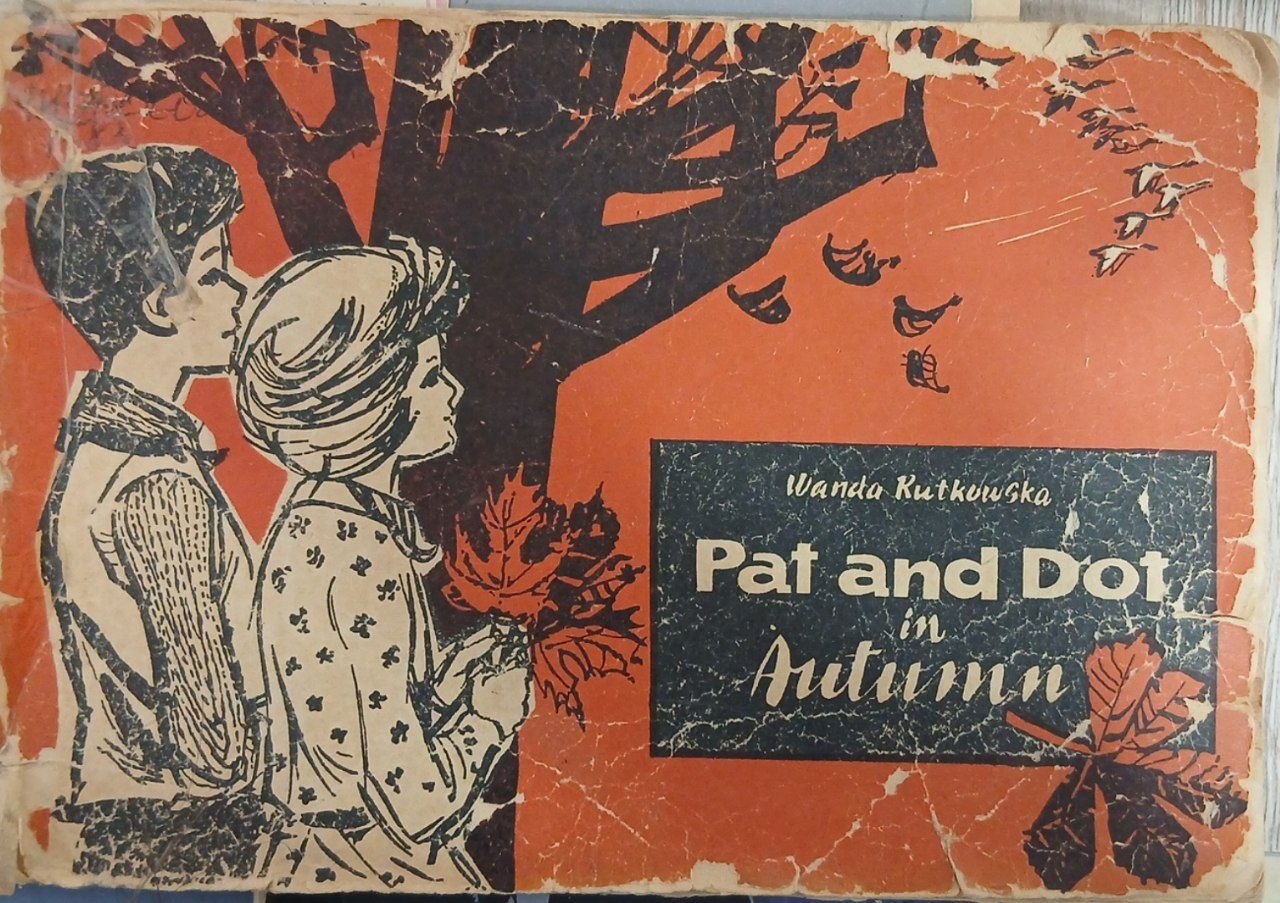 Wanda Rutkowska
Pat and Dot
in
Autumn